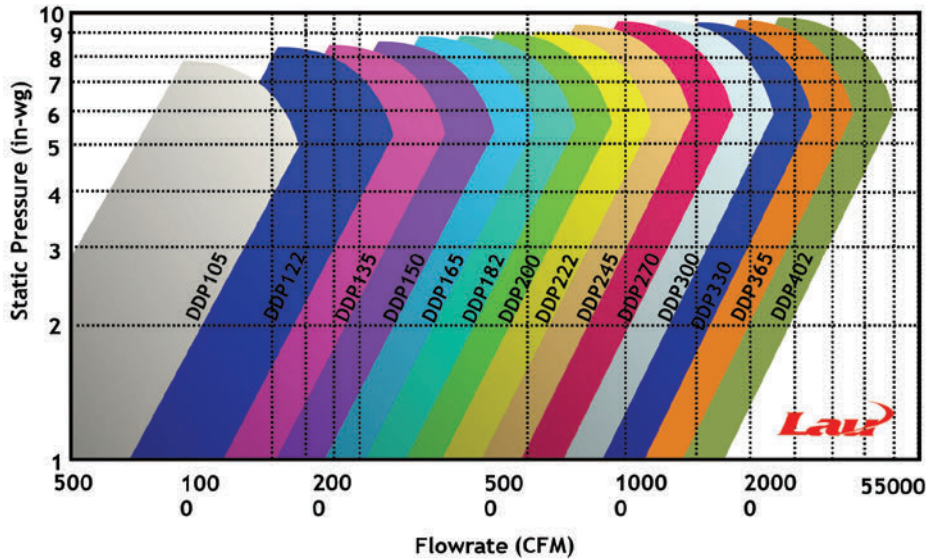 10
9
8
7
6
5
4
3
2
1
Static Pressure (in-wg)
DDP105
DDP122
DDP135
DDP150
DDP165
DDP182
DDP200
DDP222
DDP245
DDP270
DDP300
DDP330
DDP365
DDP402
Lau
500 100 200 500 1000 2000 55000
0 0 0 0 0
Flowrate (CFM)